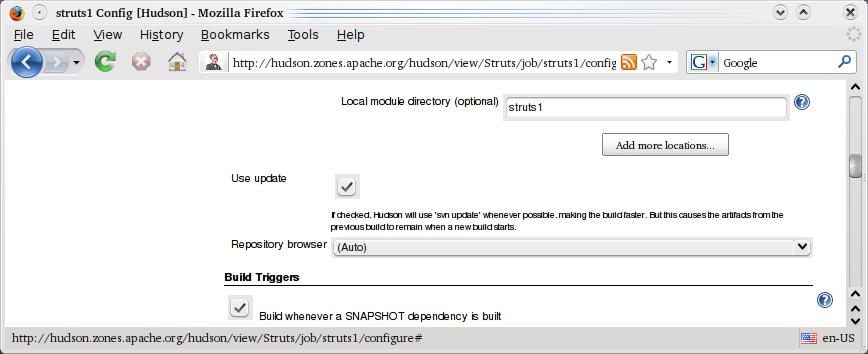 struts1 Config [Hudson] - Mozilla Firefox
File Edit View History Bookmarks Tools Help
http://hudson.zones.apache.org/hudson/view/Struts/job/struts1/config
G Google
Local module directory (optional) struts1
Add more locations...
Use update
If checked, Hudson will use 'svn update' whenever possible, making the build faster. But this causes the artifacts from the
previous build to remain when a new build starts.
Repository browser (Auto)
Build Triggers
Build whenever a SNAPSHOT dependency is built
http://hudson.zones.apache.org/hudson/view/Struts/job/struts1/configure# en-US